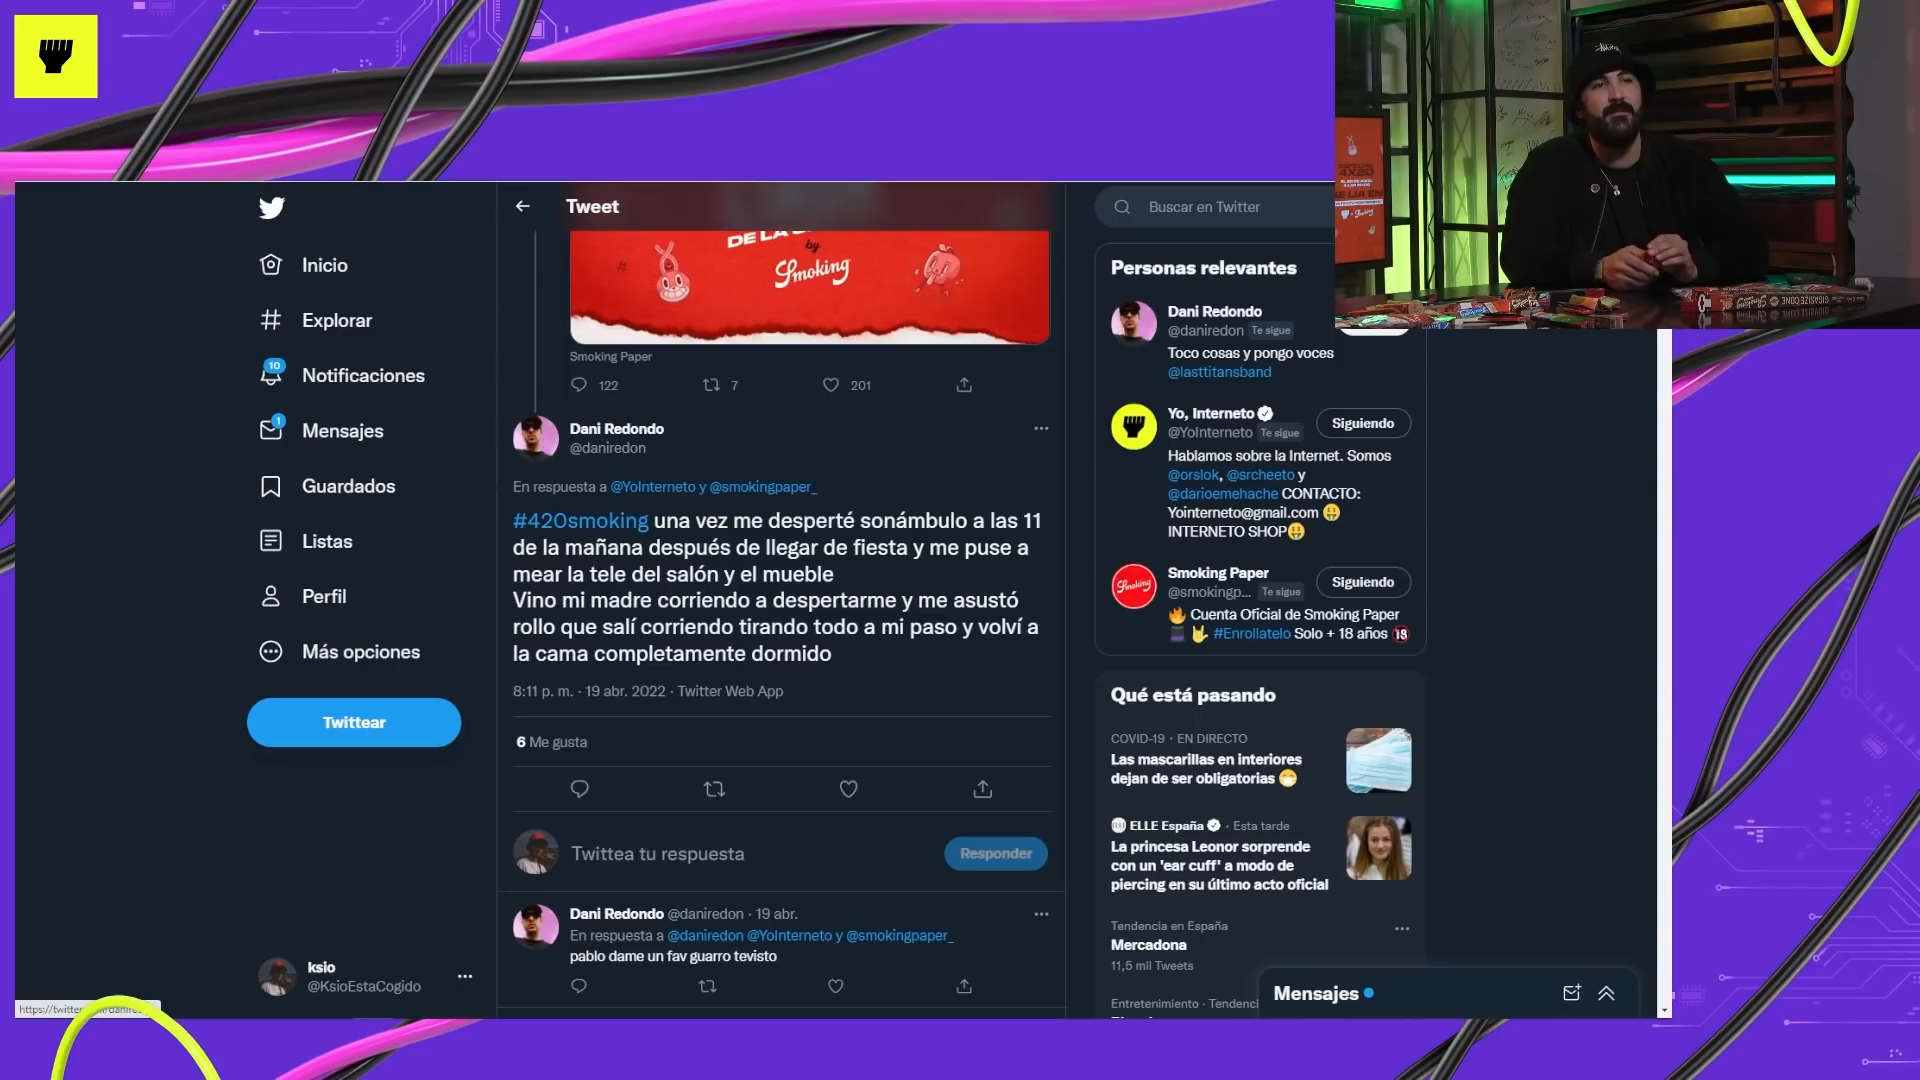 Tweet
Buscar en Twitter
Inicio
Explorar
10
Notificaciones
1
Mensajes
Guardados
Listas
Perfil
Más opciones
Twittear
ksio
@KsioEstaCogido
by
Smoking
Smoking Paper
122
7
201
Dani Redondo
@daniredon
En respuesta a @YoInterneto y @smokingpaper_
#420smoking una vez me desperté sonámbulo a las 11
de la mañana después de llegar de fiesta y me puse a
mear la tele del salón y el mueble
Vino mi madre corriendo a despertarme y me asustó
rollo que salí corriendo tirando todo a mi paso y volví a
la cama completamente dormido
8:11 p. m. · 19 abr. 2022 · Twitter Web App
6 Me gusta
Twittea tu respuesta
Responder
Dani Redondo @daniredon · 19 abr.
En respuesta a @daniredon @YoInterneto y @smokingpaper_
pablo dame un fav guarro tevisto
Personas relevantes
Dani Redondo
@daniredon Te sigue
Toco cosas y pongo voces
@lasttitansband
Yo, Interneto
@YoInterneto Te sigue
Siguiendo
Hablamos sobre la Internet. Somos
@orslok, @srcheeto y
@darioemehache CONTACTO:
Yointerneto@gmail.com 🤑
INTERNETO SHOP🤑
Smoking
Smoking Paper
@smokingp... Te sigue
Siguiendo
🔥 Cuenta Oficial de Smoking Paper
#Enrollatelo Solo + 18 años 🔞
Qué está pasando
COVID-19 · EN DIRECTO
Las mascarillas en interiores
dejan de ser obligatorias 😷
ELLE España · Esta tarde
La princesa Leonor sorprende
con un 'ear cuff' a modo de
piercing en su último acto oficial
Tendencia en España
Mercadona
11,5 mil Tweets
Entretenimiento · Tendenci
Mensajes
4X20
Smoking
GIGASIZE CONE